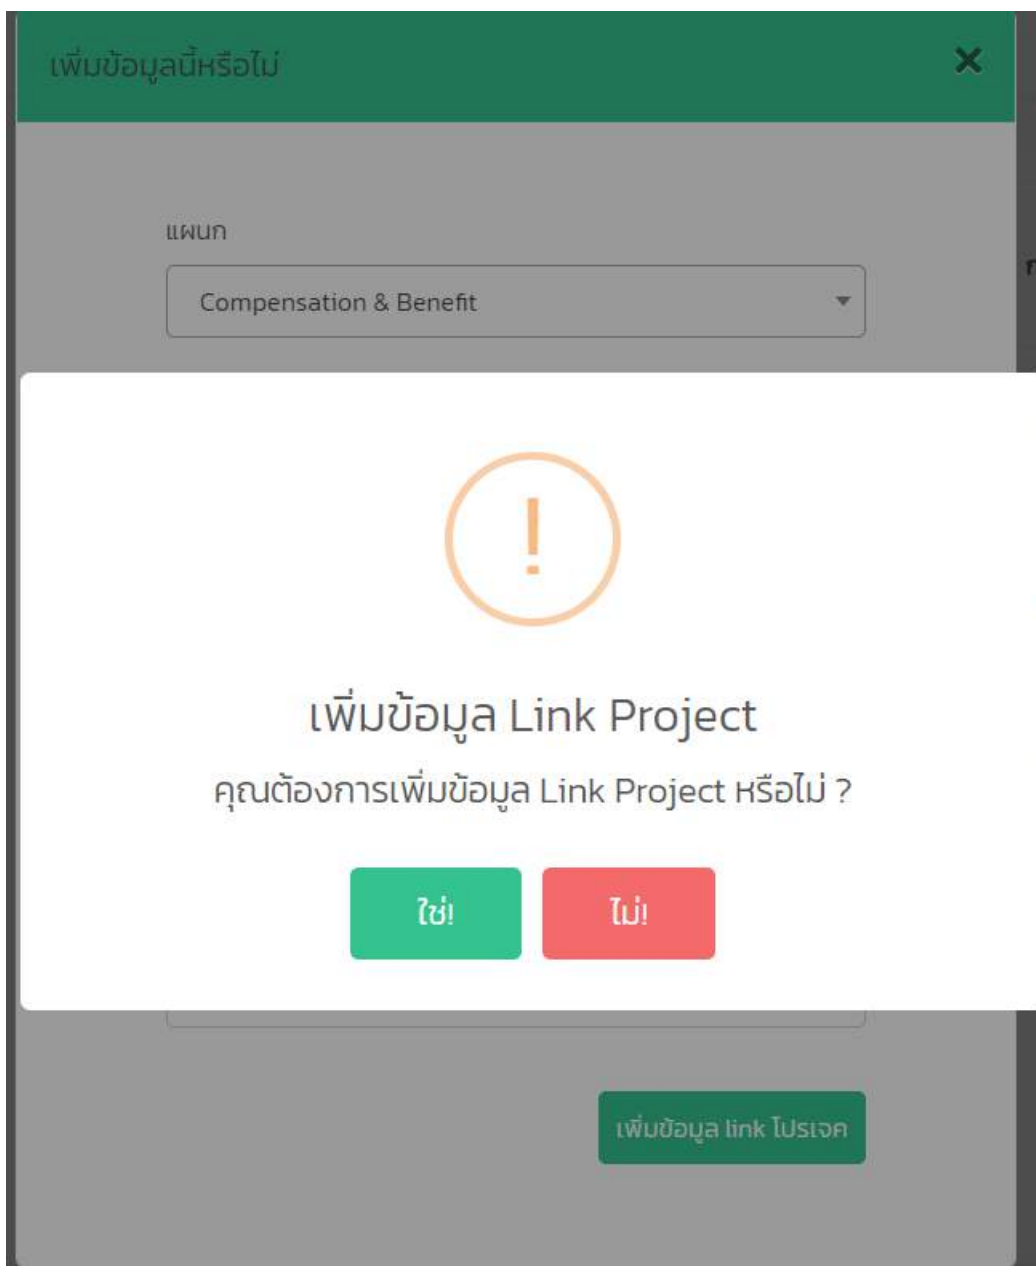 เพิ่มข้อมูลนี้หรือไม่
แผนก
Compensation & Benefit
!
เพิ่มข้อมูล Link Project
คุณต้องการเพิ่มข้อมูล Link Project หรือไม่ ?
ใช่! ไม่!
เพิ่มข้อมูล link โปรเจค